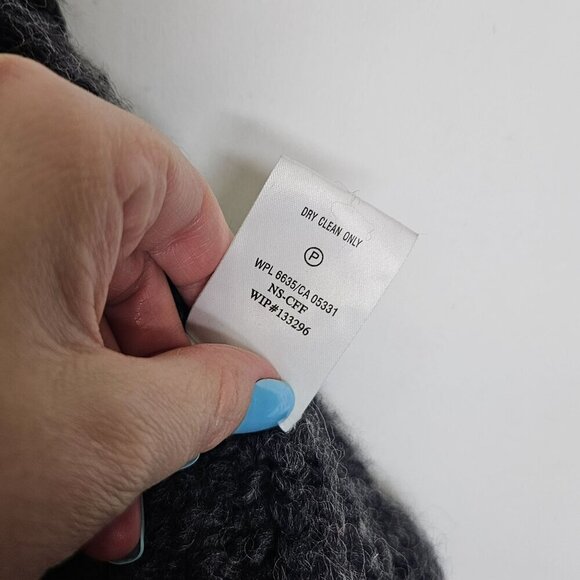 DRY CLEAN ONLY
P
WPL 6635/CA 05331
NS-CFF
WIP#133296